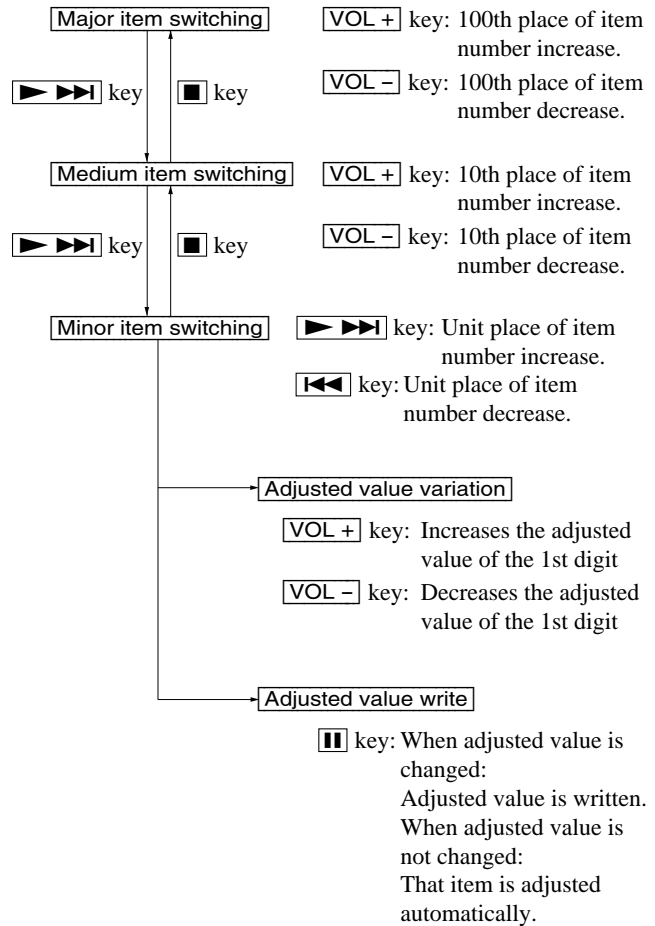 Major item switching
VOL + key: 100th place of item
number increase.
VOL – key: 100th place of item
number decrease.
key
key
Medium item switching
VOL + key: 10th place of item
number increase.
VOL – key: 10th place of item
number decrease.
key
key
Minor item switching
key: Unit place of item
number increase.
key: Unit place of item
number decrease.
Adjusted value variation
VOL + key: Increases the adjusted
value of the 1st digit
VOL – key: Decreases the adjusted
value of the 1st digit
Adjusted value write
key: When adjusted value is
changed:
Adjusted value is written.
When adjusted value is
not changed:
That item is adjusted
automatically.